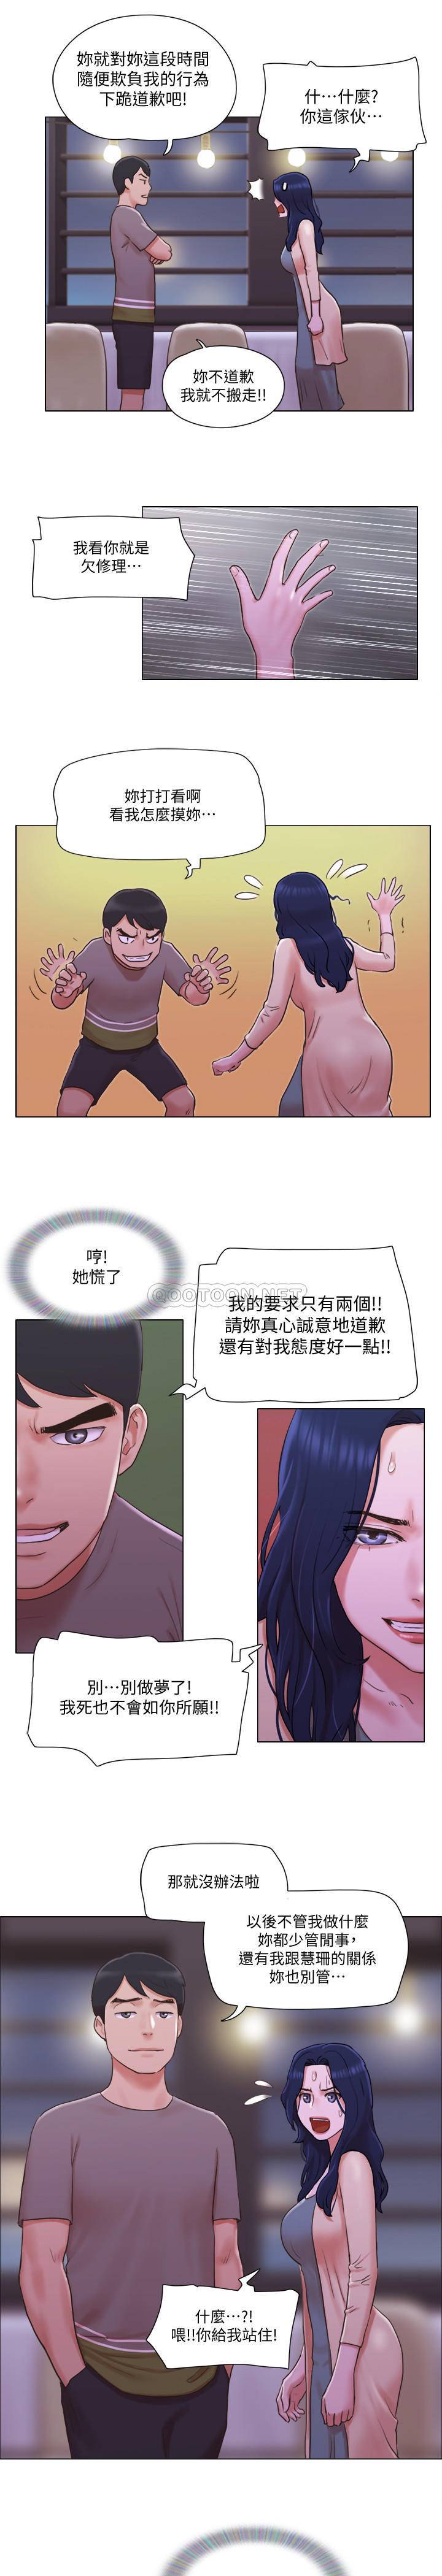 妳就對妳這段時間
隨便欺負我的行為
下跪道歉吧!
什…什麼?
你這傢伙…
妳不道歉
我就不搬走!!
我看你就是
欠修理…
妳打打看啊
看我怎麼摸妳…
哼!
她慌了
TOPTOON.NET
我的要求只有兩個!!
請妳真心誠意地道歉
還有對我態度好一點!!
別…別做夢了!
我死也不會如你所願!!
那就沒辦法啦
以後不管我做什麼
妳都少管閒事,
還有我跟慧珊的關係
妳也別管…
什麼…?!
喂!!你給我站住!